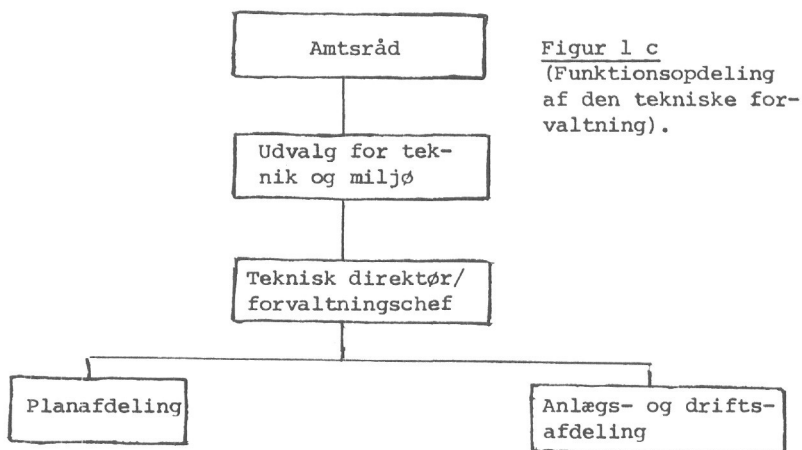 Amtsråd
Figur 1 c
(Funktionsopdeling
af den tekniske for-
valtning).
Udvalg for tek-
nik og miljø
Teknisk direktør/
forvaltningschef
Planafdeling
Anlægs- og drifts-
afdeling